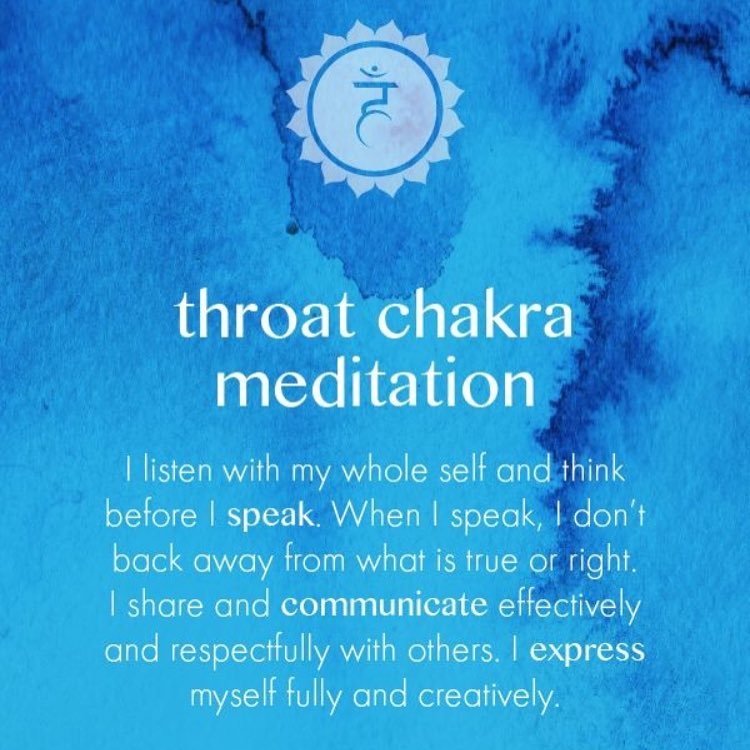 हं
throat chakra
meditation
I listen with my whole self and think
before I speak. When I speak, I don't
back away from what is true or right.
I share and communicate effectively
and respectfully with others. I express
myself fully and creatively.